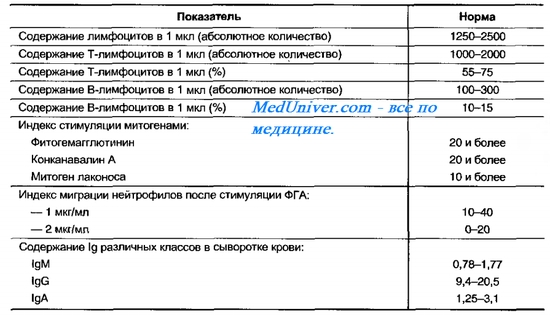 Показатель Норма
Содержание лимфоцитов в 1 мкл (абсолютное количество) 1250–2500
Содержание Т-лимфоцитов в 1 мкл (абсолютное количество) 1000–2000
Содержание Т-лимфоцитов в 1 мкл (%) 55–75
Содержание В-лимфоцитов в 1 мкл (абсолютное количество) 100–300
Содержание В-лимфоцитов в 1 мкл (%) 10–15
MedUniver.com - все по
медицине.
Индекс стимуляции митогенами:
Фитогемагглютинин 20 и более
Конканавалин А 20 и более
Митоген лаконоса 10 и более
Индекс миграции нейтрофилов после стимуляции ФГА:
— 1 мкг/мл 10–40
— 2 мкг/мл 0–20
Содержание Ig различных классов в сыворотке крови:
IgM 0,78–1,77
IgG 9,4–20,5
IgA 1,25–3,1